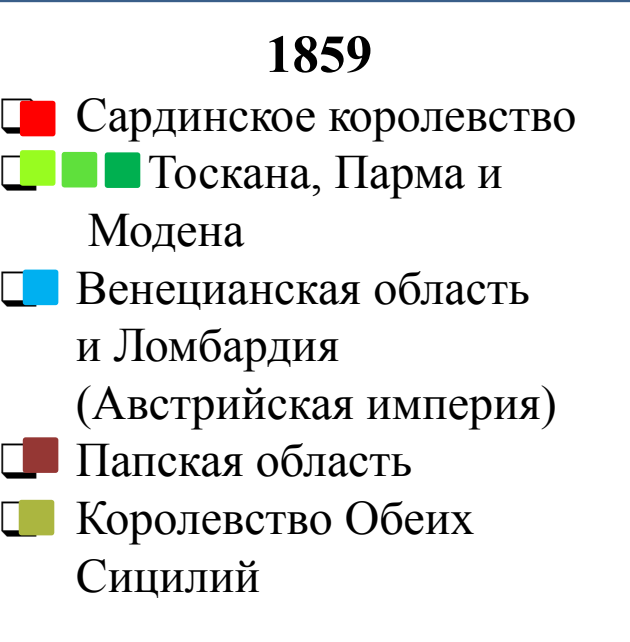 1859
Сардинское королевство
Тоскана, Парма и
Модена
Венецианская область
и Ломбардия
(Австрийская империя)
Папская область
Королевство Обеих
Сицилий